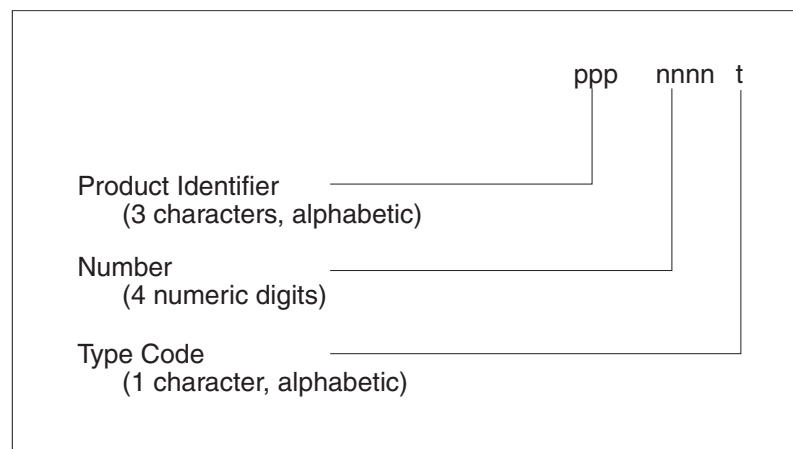 ppp nnnn t
Product Identifier
(3 characters, alphabetic)
Number
(4 numeric digits)
Type Code
(1 character, alphabetic)